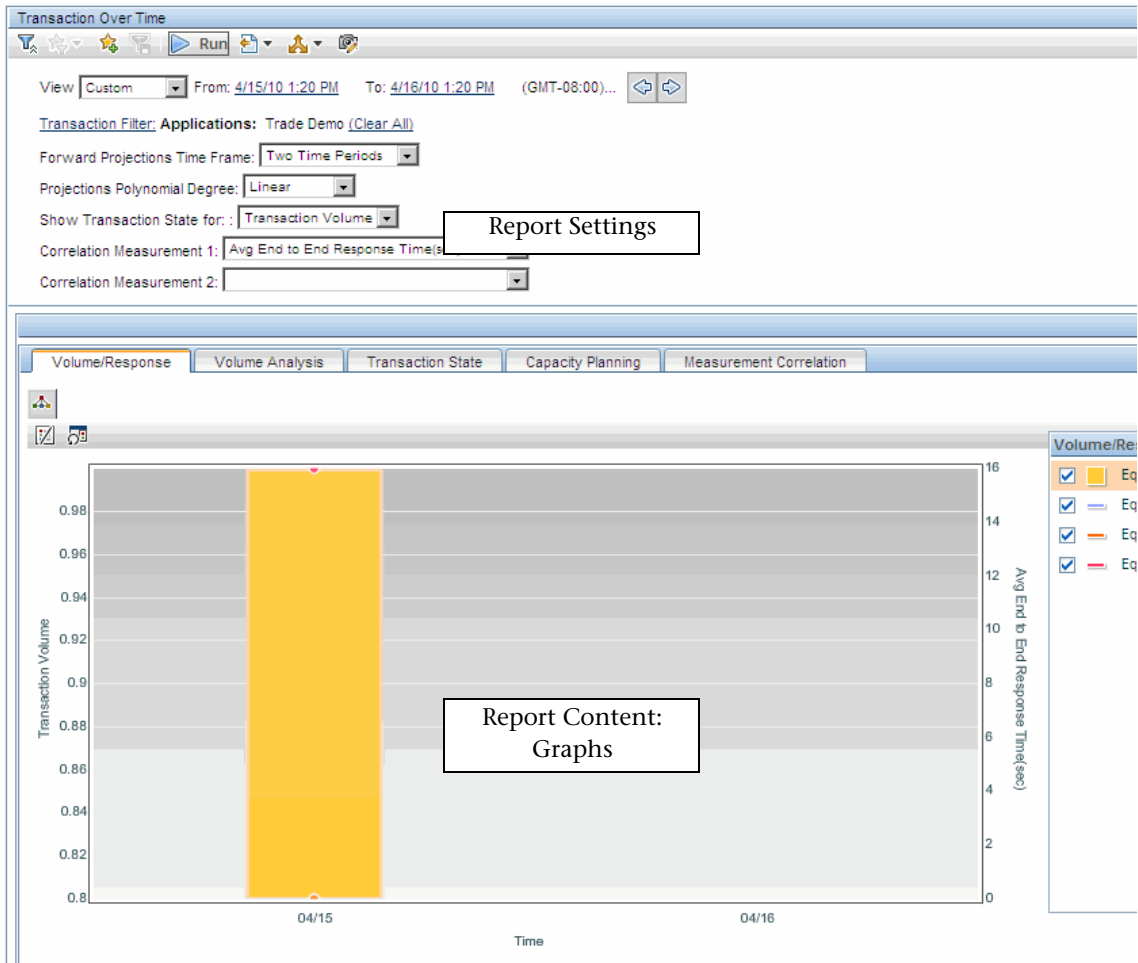 Transaction Over Time
Run
View Custom From: 4/15/10 1:20 PM To: 4/16/10 1:20 PM (GMT-08:00)...
Transaction Filter: Applications: Trade Demo (Clear All)
Forward Projections Time Frame: Two Time Periods
Projections Polynomial Degree: Linear
Show Transaction State for: : Transaction Volume
Report Settings
Correlation Measurement 1: Avg End to End Response Time(s
Correlation Measurement 2:
Volume/Response Volume Analysis Transaction State Capacity Planning Measurement Correlation
Volume/Re
Eq
Eq
Eq
Eq
Transaction Volume
0.98
0.96
0.94
0.92
0.9
0.88
0.86
0.84
0.82
0.8
Report Content:
Graphs
16
14
12
10
8
6
4
2
0
Avg End to End Response Time(sec)
04/15 04/16
Time